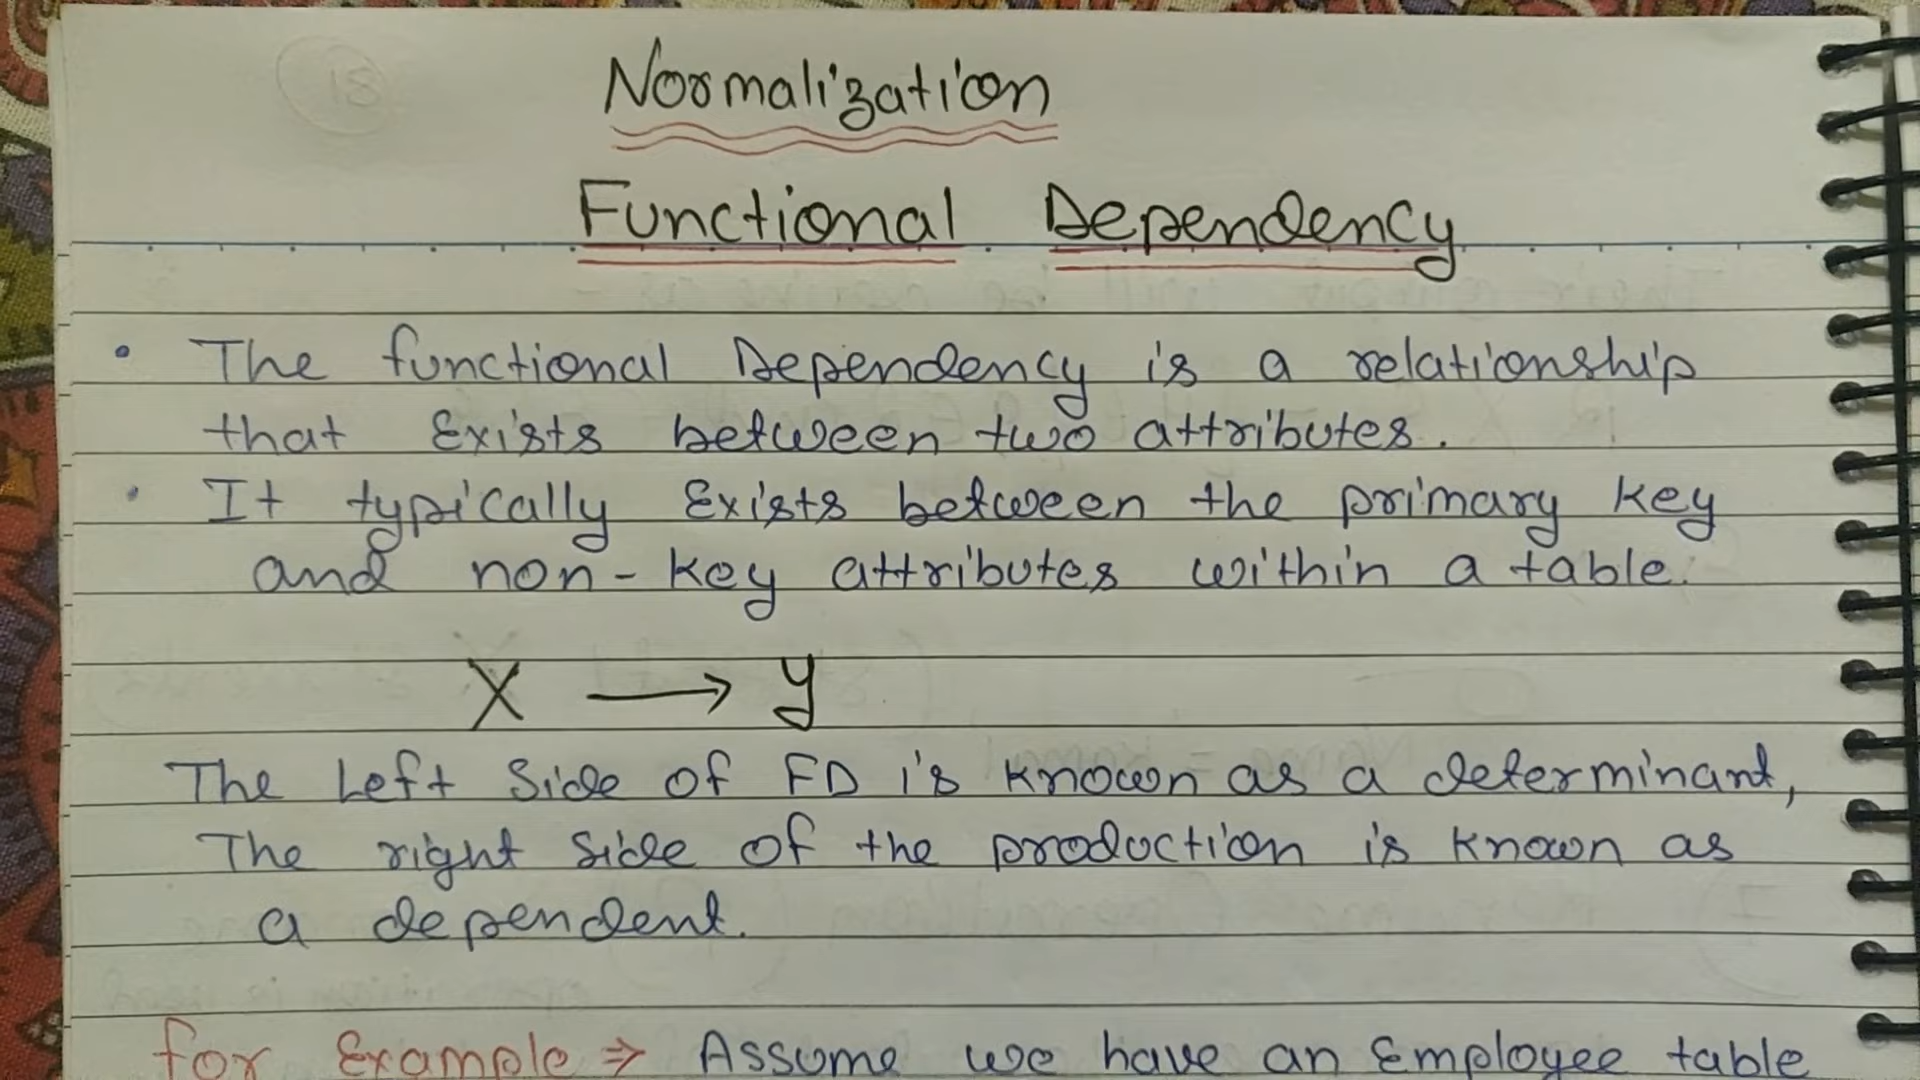 Normalization
Functional Dependency
• The functional Dependency is a relationship
that Exists between two attributes.
• It typically Exists between the primary key
and non-key attributes within a table.
X → Y
The Left Side of FD is known as a determinant,
The right side of the production is known as
a dependent.
for Example ⇒ Assume we have an Employee table